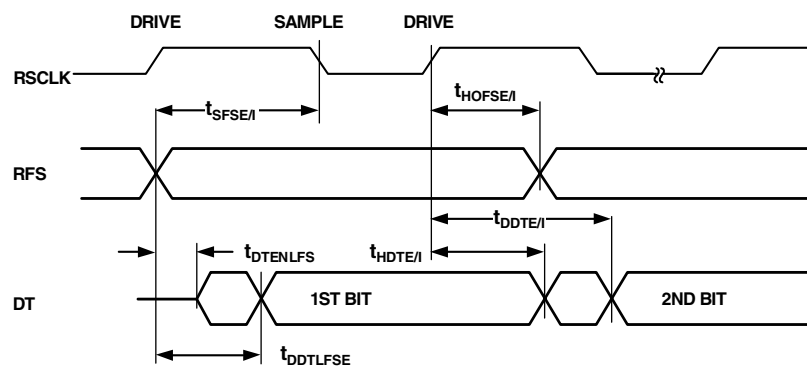 DRIVE SAMPLE DRIVE
RSCLK
tSFSE/I
tHOFSE/I
RFS
tDDTE/I
tDTENLFS
tHDTE/I
DT
1ST BIT
2ND BIT
tDDTLFSE